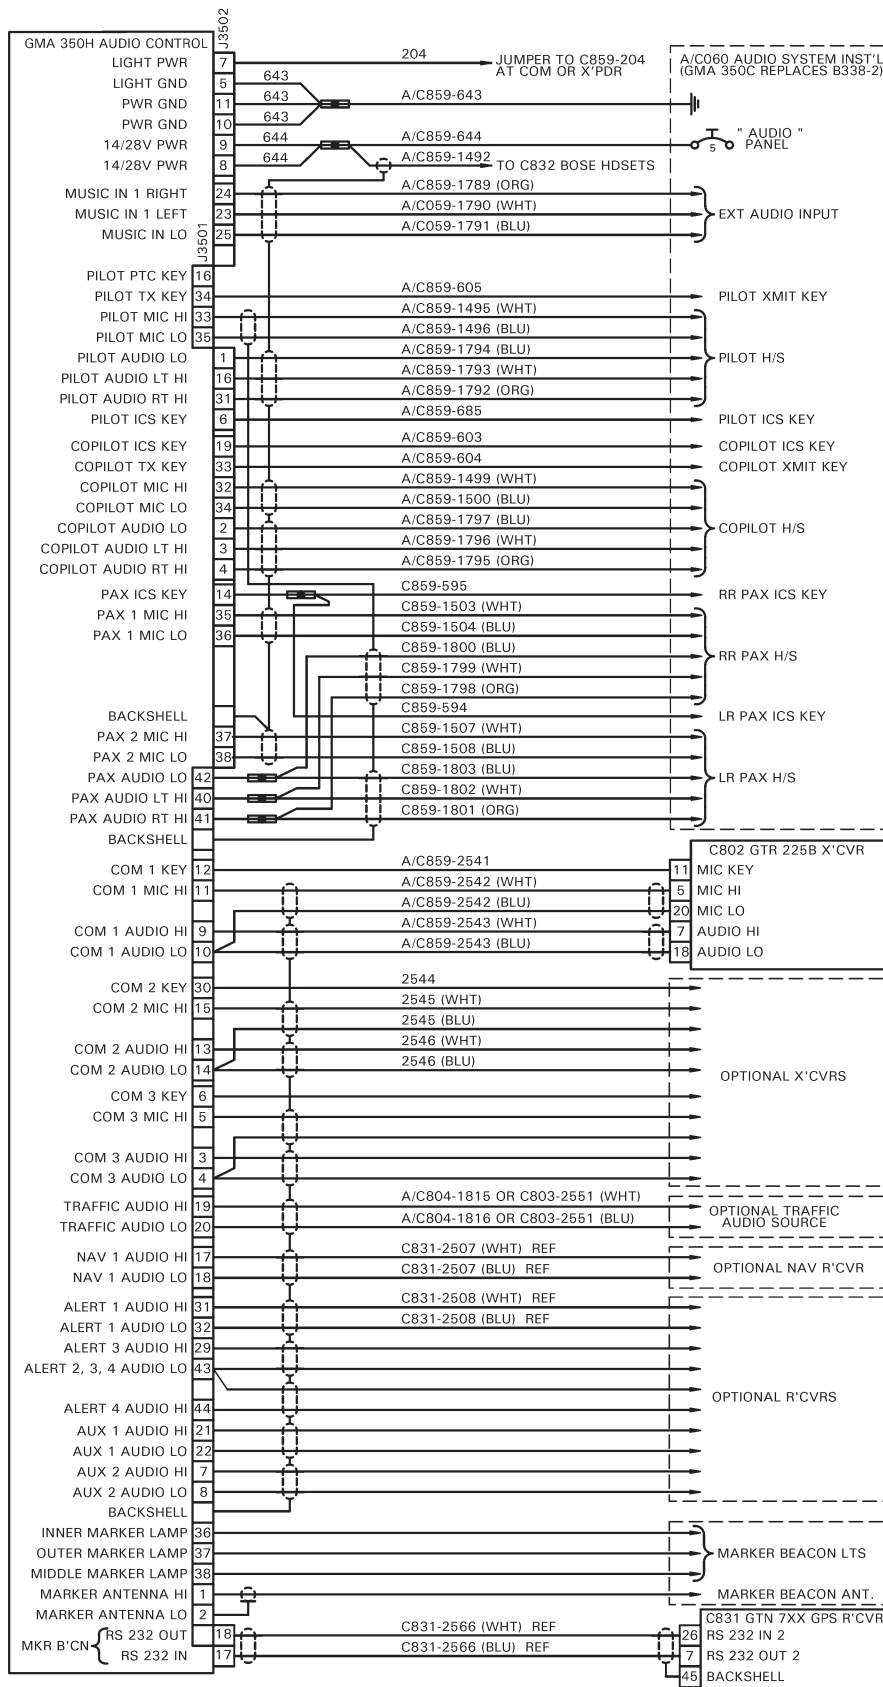 J3502
GMA 350H AUDIO CONTROL
LIGHT PWR 7 204 JUMPER TO C859-204
AT COM OR X'PDR
A/C060 AUDIO SYSTEM INST'L
(GMA 350C REPLACES B338-2)
LIGHT GND 5 643
PWR GND 11 643 A/C859-643
PWR GND 10 643
14/28V PWR 9 644 A/C859-644 5 " AUDIO "
PANEL
14/28V PWR 8 644 A/C859-1492 TO C832 BOSE HDSETS
MUSIC IN 1 RIGHT 24 A/C859-1789 (ORG)
MUSIC IN 1 LEFT 23 A/C059-1790 (WHT) EXT AUDIO INPUT
MUSIC IN LO 25 A/C059-1791 (BLU)
J3501
PILOT PTC KEY 16
PILOT TX KEY 34 A/C859-605 PILOT XMIT KEY
PILOT MIC HI 33 A/C859-1495 (WHT)
PILOT MIC LO 35 A/C859-1496 (BLU)
PILOT AUDIO LO 1 A/C859-1794 (BLU) PILOT H/S
PILOT AUDIO LT HI 16 A/C859-1793 (WHT)
PILOT AUDIO RT HI 31 A/C859-1792 (ORG)
PILOT ICS KEY 6 A/C859-685 PILOT ICS KEY
COPILOT ICS KEY 19 A/C859-603 COPILOT ICS KEY
COPILOT TX KEY 33 A/C859-604 COPILOT XMIT KEY
COPILOT MIC HI 32 A/C859-1499 (WHT)
COPILOT MIC LO 34 A/C859-1500 (BLU)
COPILOT AUDIO LO 2 A/C859-1797 (BLU) COPILOT H/S
COPILOT AUDIO LT HI 3 A/C859-1796 (WHT)
COPILOT AUDIO RT HI 4 A/C859-1795 (ORG)
PAX ICS KEY 14 C859-595 RR PAX ICS KEY
PAX 1 MIC HI 35 C859-1503 (WHT)
PAX 1 MIC LO 36 C859-1504 (BLU)
C859-1800 (BLU) RR PAX H/S
C859-1799 (WHT)
C859-1798 (ORG)
BACKSHELL C859-594 LR PAX ICS KEY
PAX 2 MIC HI 37 C859-1507 (WHT)
PAX 2 MIC LO 38 C859-1508 (BLU)
PAX AUDIO LO 42 C859-1803 (BLU) LR PAX H/S
PAX AUDIO LT HI 40 C859-1802 (WHT)
PAX AUDIO RT HI 41 C859-1801 (ORG)
BACKSHELL
C802 GTR 225B X'CVR
COM 1 KEY 12 A/C859-2541 11 MIC KEY
COM 1 MIC HI 11 A/C859-2542 (WHT) 5 MIC HI
A/C859-2542 (BLU) 20 MIC LO
COM 1 AUDIO HI 9 A/C859-2543 (WHT) 7 AUDIO HI
COM 1 AUDIO LO 10 A/C859-2543 (BLU) 18 AUDIO LO
COM 2 KEY 30 2544
COM 2 MIC HI 15 2545 (WHT)
2545 (BLU)
COM 2 AUDIO HI 13 2546 (WHT)
COM 2 AUDIO LO 14 2546 (BLU)
OPTIONAL X'CVRS
COM 3 KEY 6
COM 3 MIC HI 5
COM 3 AUDIO HI 3
COM 3 AUDIO LO 4
TRAFFIC AUDIO HI 19 A/C804-1815 OR C803-2551 (WHT) OPTIONAL TRAFFIC
TRAFFIC AUDIO LO 20 A/C804-1816 OR C803-2551 (BLU) AUDIO SOURCE
NAV 1 AUDIO HI 17 C831-2507 (WHT) REF
NAV 1 AUDIO LO 18 C831-2507 (BLU) REF OPTIONAL NAV R'CVR
ALERT 1 AUDIO HI 31 C831-2508 (WHT) REF
ALERT 1 AUDIO LO 32 C831-2508 (BLU) REF
ALERT 3 AUDIO HI 29
ALERT 2, 3, 4 AUDIO LO 43
OPTIONAL R'CVRS
ALERT 4 AUDIO HI 44
AUX 1 AUDIO HI 21
AUX 1 AUDIO LO 22
AUX 2 AUDIO HI 7
AUX 2 AUDIO LO 8
BACKSHELL
INNER MARKER LAMP 36
OUTER MARKER LAMP 37 MARKER BEACON LTS
MIDDLE MARKER LAMP 38
MARKER ANTENNA HI 1 MARKER BEACON ANT.
MARKER ANTENNA LO 2
C831 GTN 7XX GPS R'CVR
MKR B'CN RS 232 OUT 18 C831-2566 (WHT) REF 26 RS 232 IN 2
RS 232 IN 17 C831-2566 (BLU) REF 7 RS 232 OUT 2
45 BACKSHELL